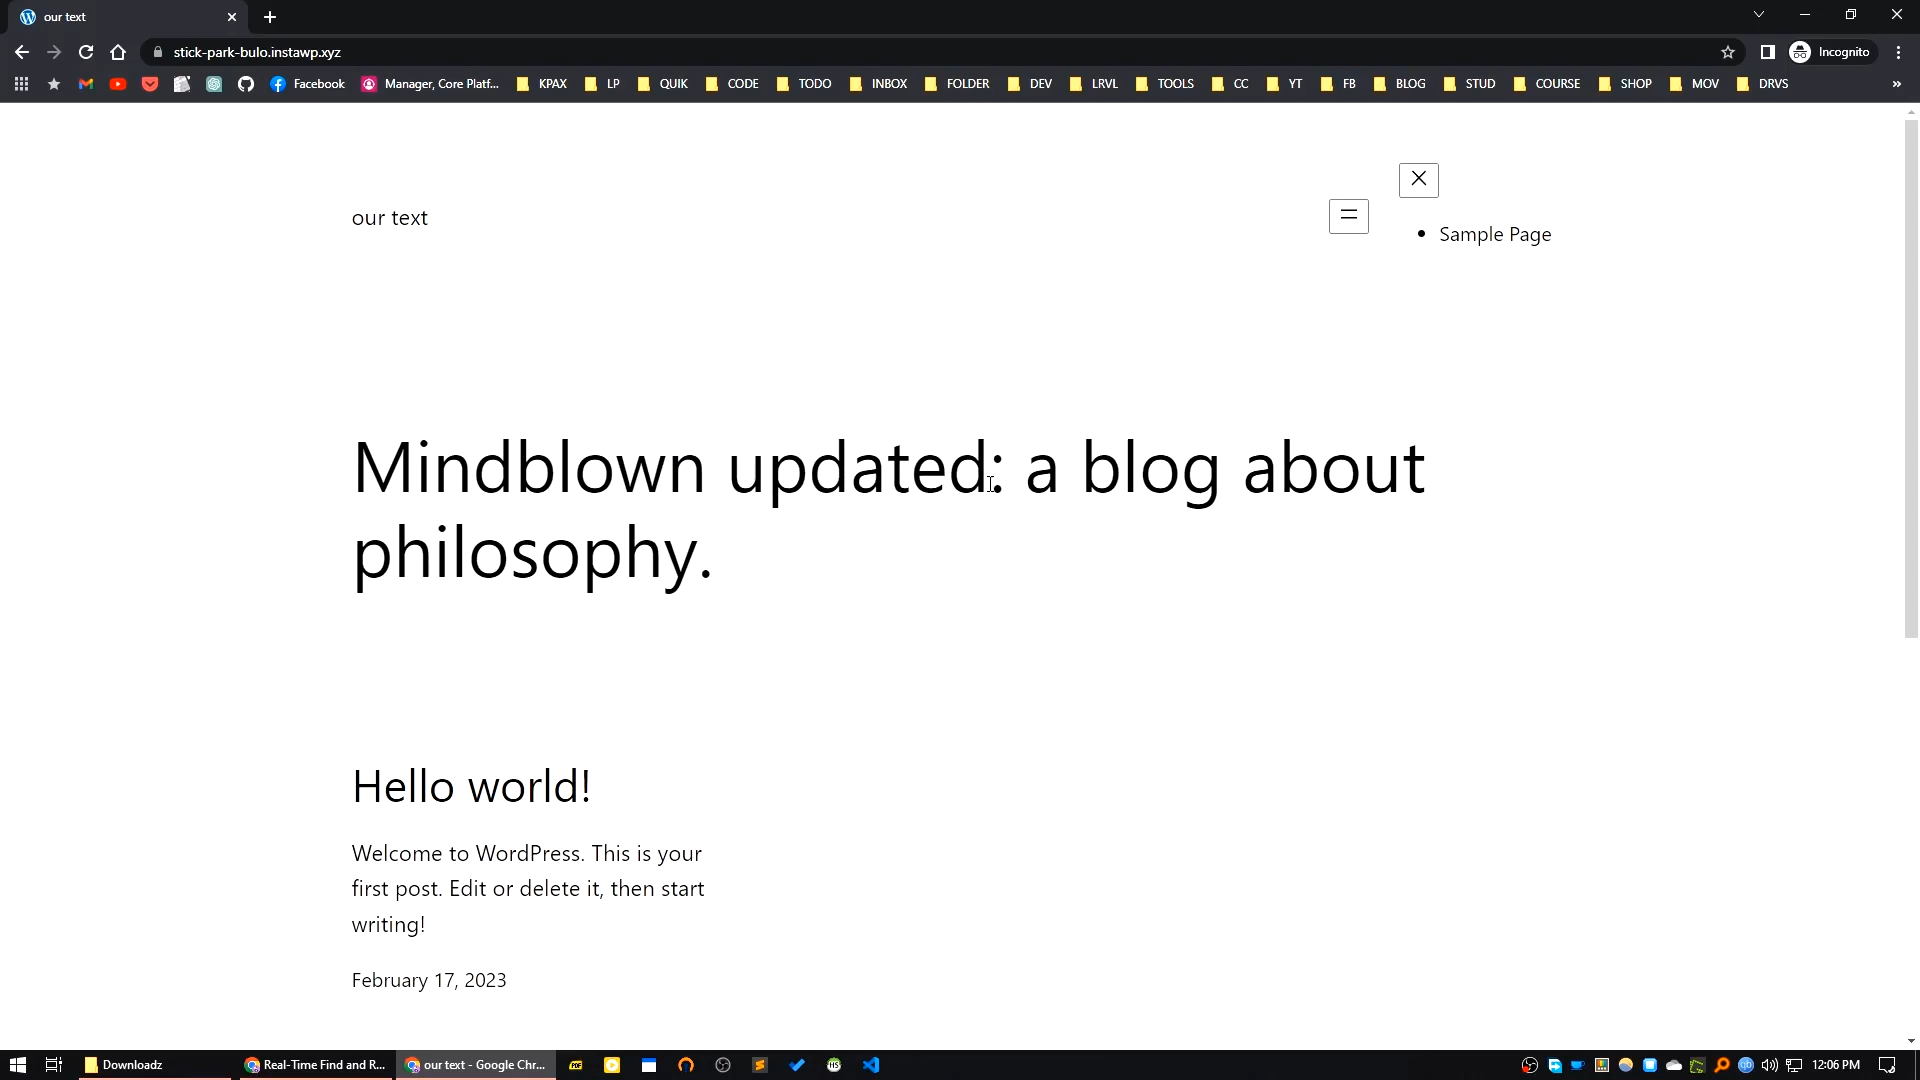 our text
stick-park-bulo.instawp.xyz
Incognito
Facebook
Manager, Core Platf...
KPAX
LP
QUIK
CODE
TODO
INBOX
FOLDER
DEV
LRVL
TOOLS
CC
YT
FB
BLOG
STUD
COURSE
SHOP
MOV
DRVS
our text
Sample Page
Mindblown updated: a blog about
philosophy.
Hello world!
Welcome to WordPress. This is your
first post. Edit or delete it, then start
writing!
February 17, 2023
Downloadz
Real-Time Find and R...
our text - Google Chr...
12:06 PM